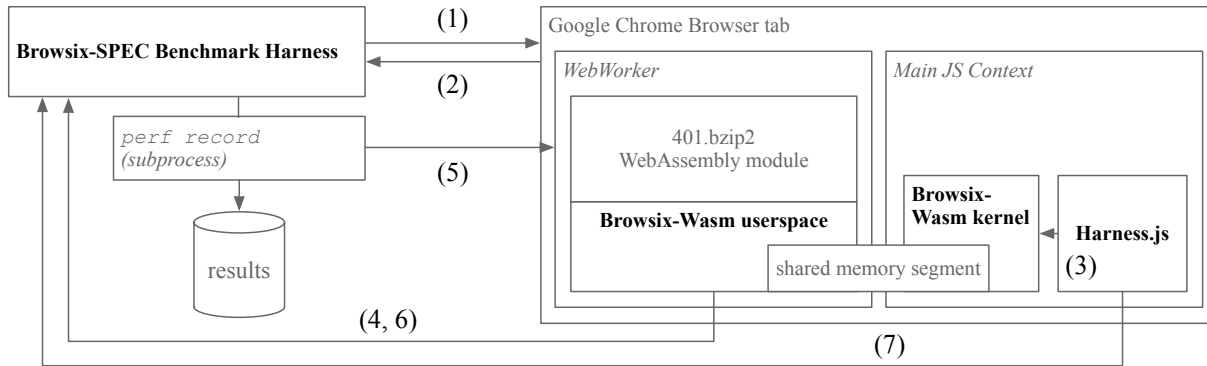 (1)
Google Chrome Browser tab
Browsix-SPEC Benchmark Harness
(2)
WebWorker
Main JS Context
perf record
(subprocess)
(5)
401.bzip2
WebAssembly module
Browsix-Wasm userspace
Browsix-
Wasm kernel
Harness.js
(3)
shared memory segment
results
(4, 6)
(7)